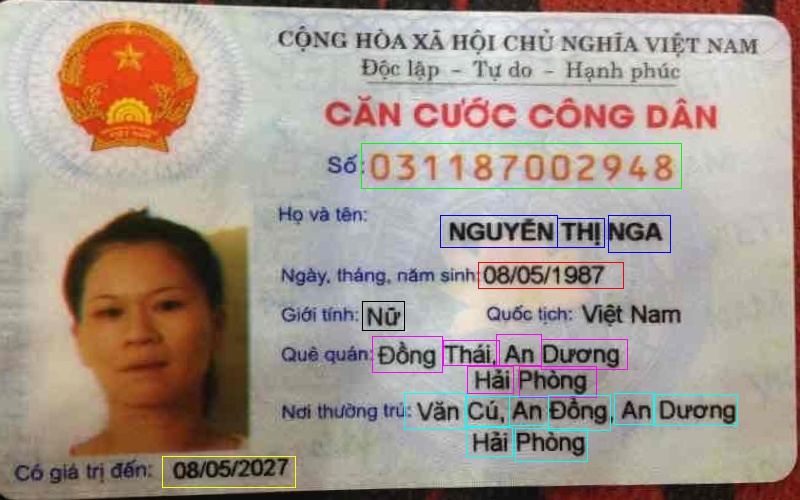 CỘNG HÒA XÃ HỘI CHỦ NGHĨA VIỆT NAM
Độc lập - Tự do - Hạnh phúc
CĂN CƯỚC CÔNG DÂN
Số: 031187002948
Họ và tên:
NGUYỄN THỊ NGA
Ngày, tháng, năm sinh: 08/05/1987
Giới tính: Nữ Quốc tịch: Việt Nam
Quê quán: Đồng Thái, An Dương
Hải Phòng
Nơi thường trú: Văn Cú, An Đồng, An Dương
Hải Phòng
Có giá trị đến: 08/05/2027